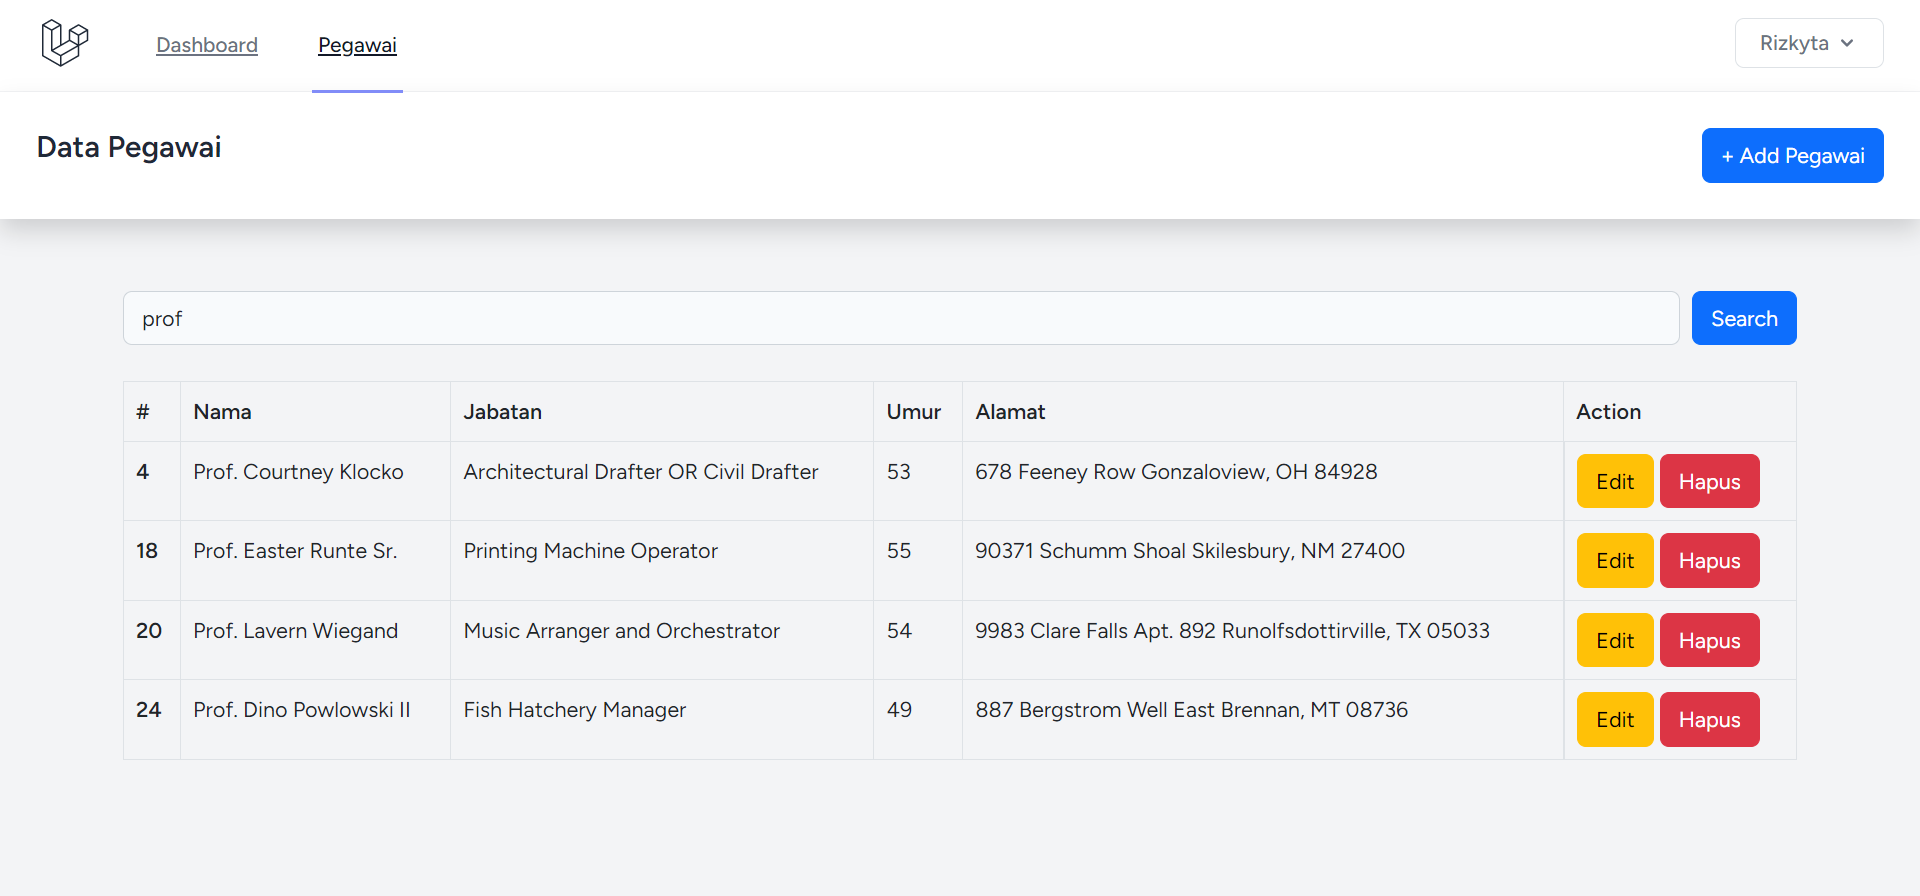 Dashboard Pegawai Rizkyta
Data Pegawai
+ Add Pegawai
prof Search
# Nama Jabatan Umur Alamat Action
4 Prof. Courtney Klocko Architectural Drafter OR Civil Drafter 53 678 Feeney Row Gonzaloview, OH 84928 Edit Hapus
18 Prof. Easter Runte Sr. Printing Machine Operator 55 90371 Schumm Shoal Skilesbury, NM 27400 Edit Hapus
20 Prof. Lavern Wiegand Music Arranger and Orchestrator 54 9983 Clare Falls Apt. 892 Runolfsdottirville, TX 05033 Edit Hapus
24 Prof. Dino Powlowski II Fish Hatchery Manager 49 887 Bergstrom Well East Brennan, MT 08736 Edit Hapus